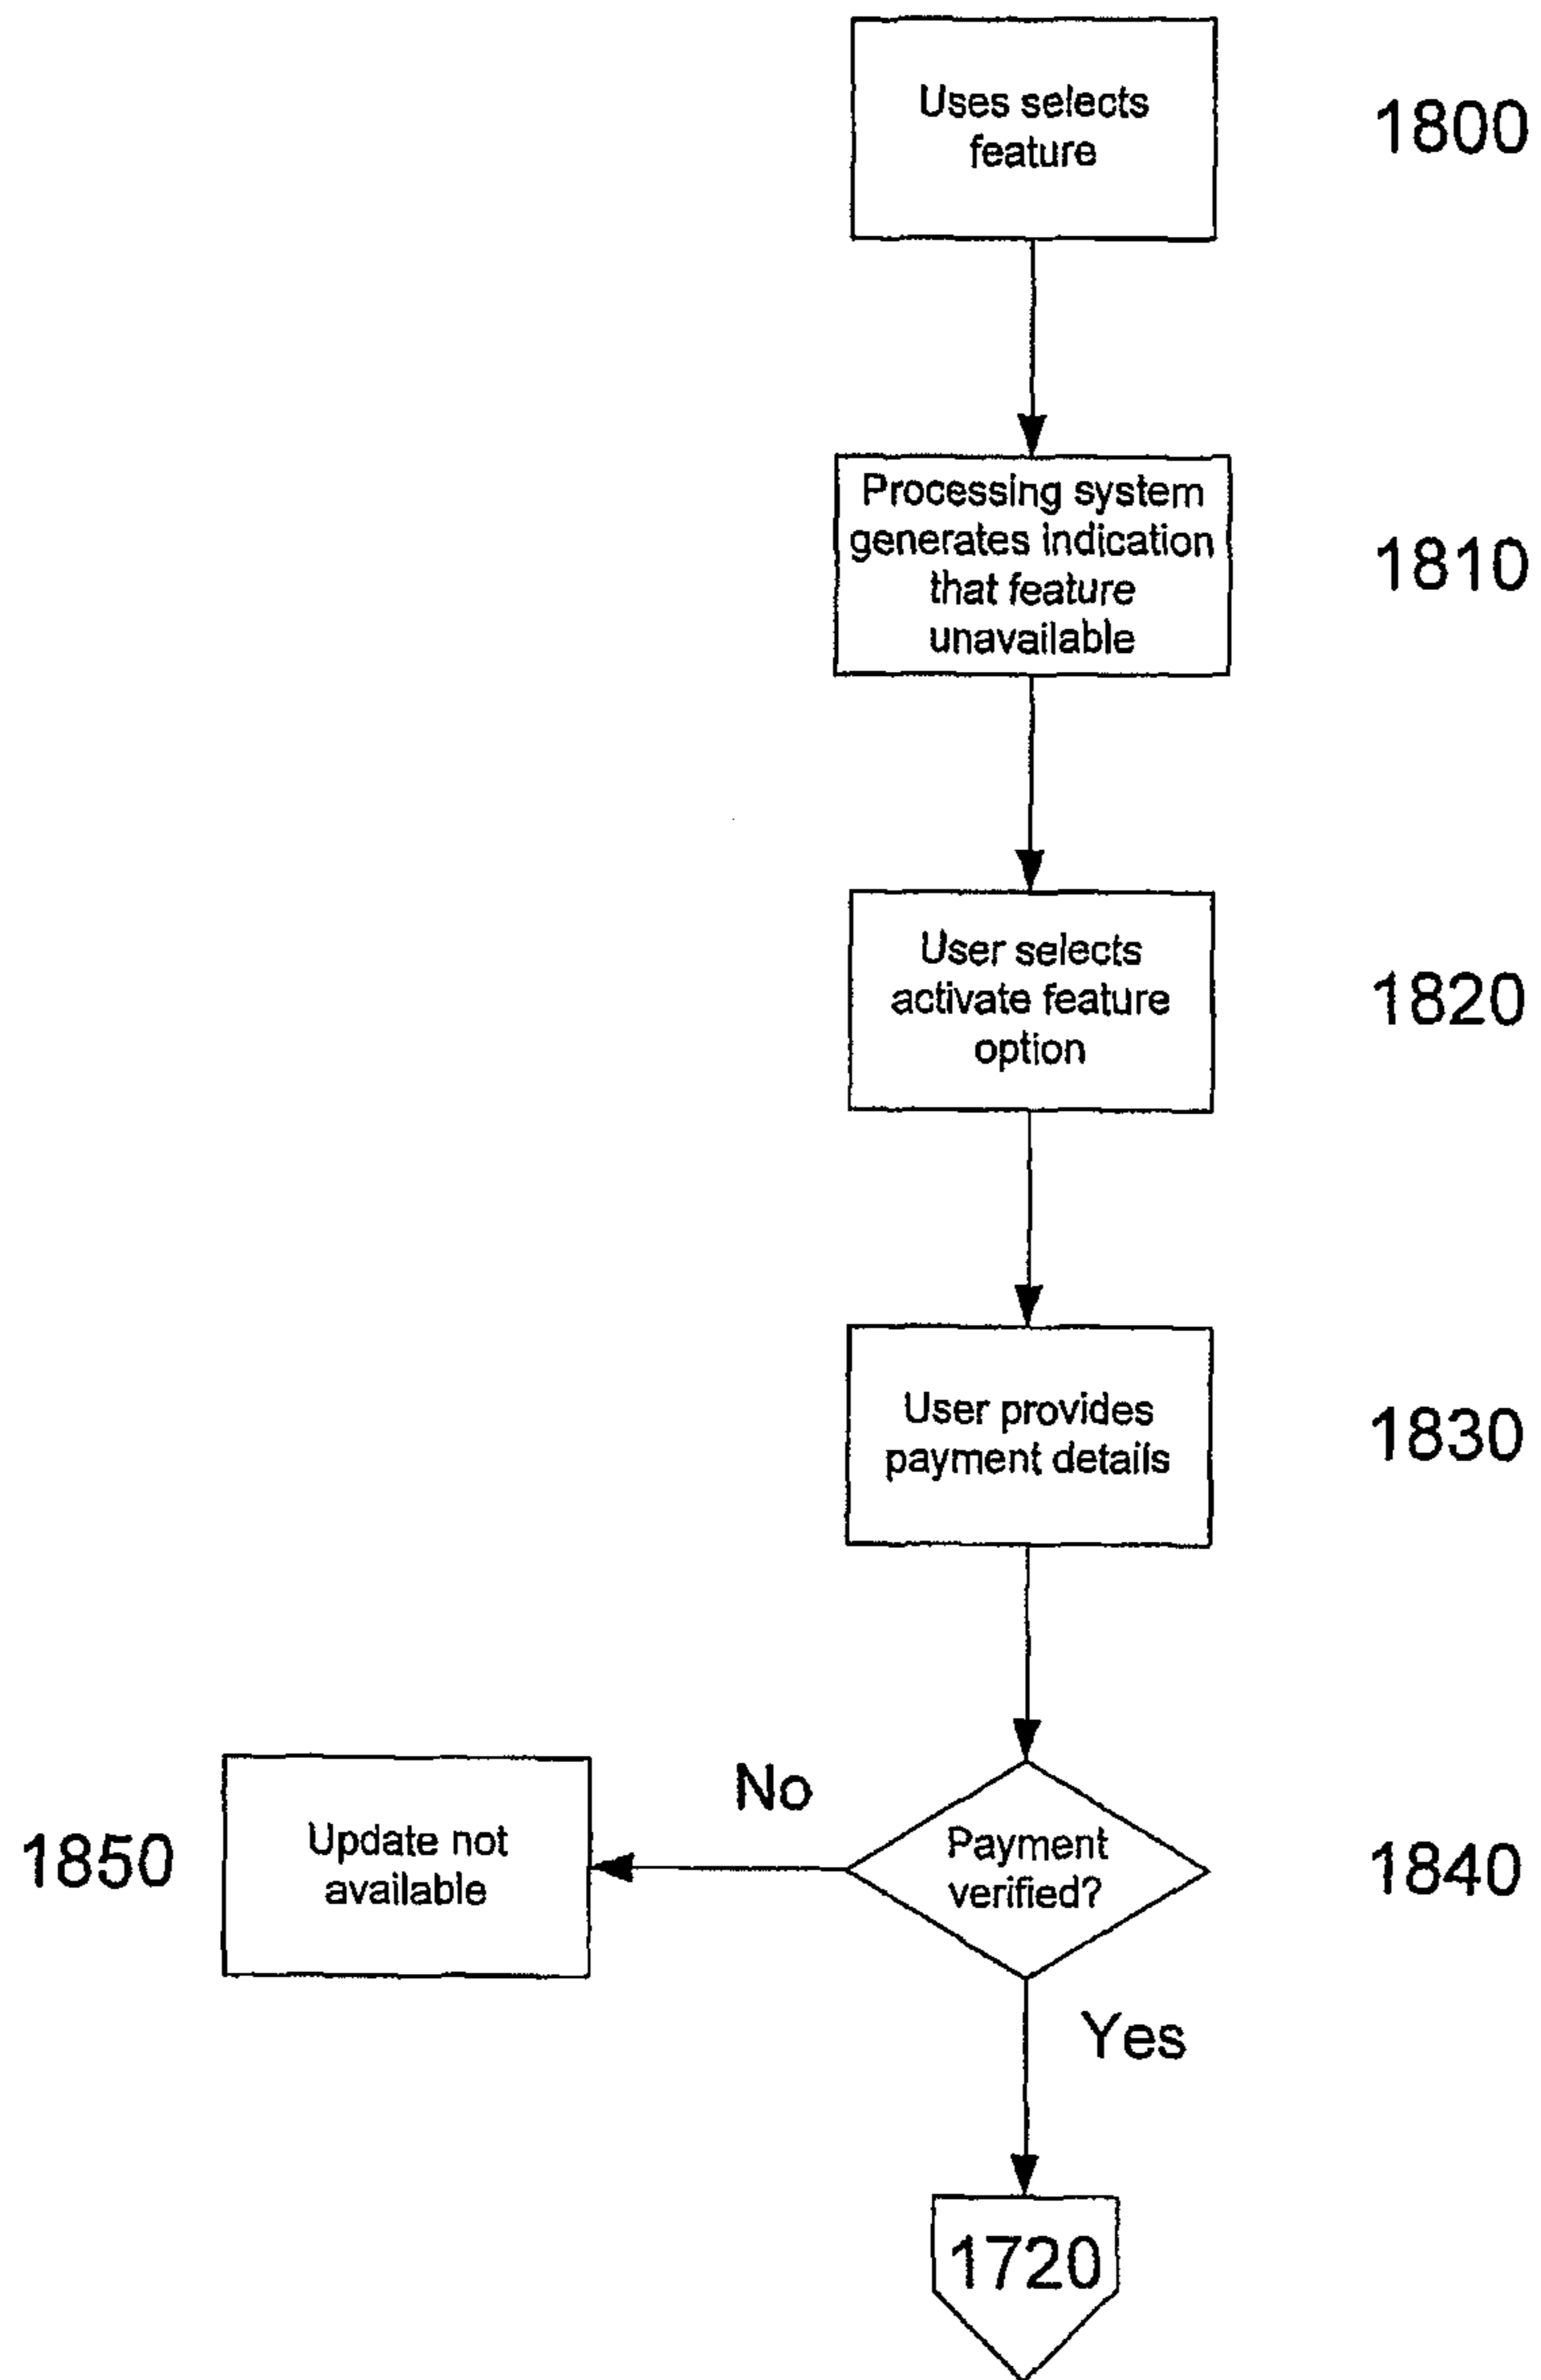 Uses selects
feature
1800
Processing system
generates indication
that feature
unavailable
1810
User selects
activate feature
option
1820
User provides
payment details
1830
No
Update not
available
1850
Payment
verified?
1840
Yes
1720